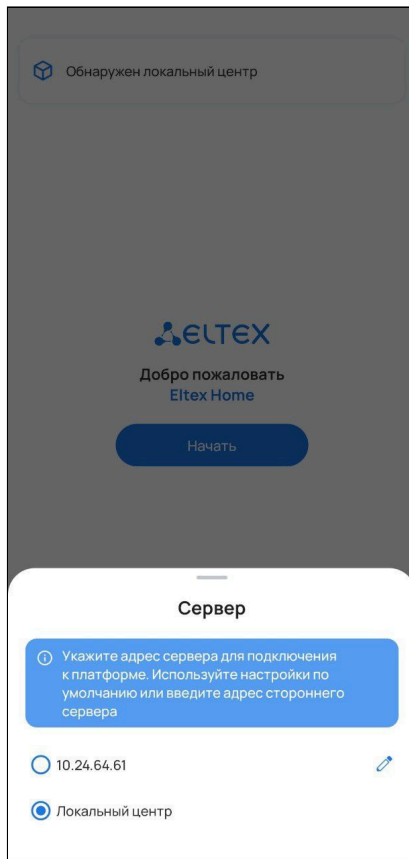 Обнаружен локальный центр
ELTEX
Добро пожаловать
Eltex Home
Начать
Сервер
Укажите адрес сервера для подключения
к платформе. Используйте настройки по
умолчанию или введите адрес стороннего
сервера
10.24.64.61
Локальный центр